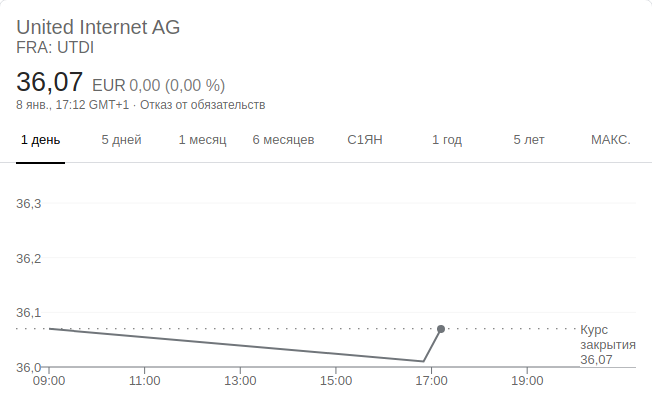 United Internet AG
FRA: UTDI
36,07 EUR 0,00 (0,00 %)
8 янв., 17:12 GMT+1 · Отказ от обязательств
1 день 5 дней 1 месяц 6 месяцев С1ЯН 1 год 5 лет МАКС.
36,3
36,2
36,1
36,0
Курс
закрытия
36,07
09:00 11:00 13:00 15:00 17:00 19:00